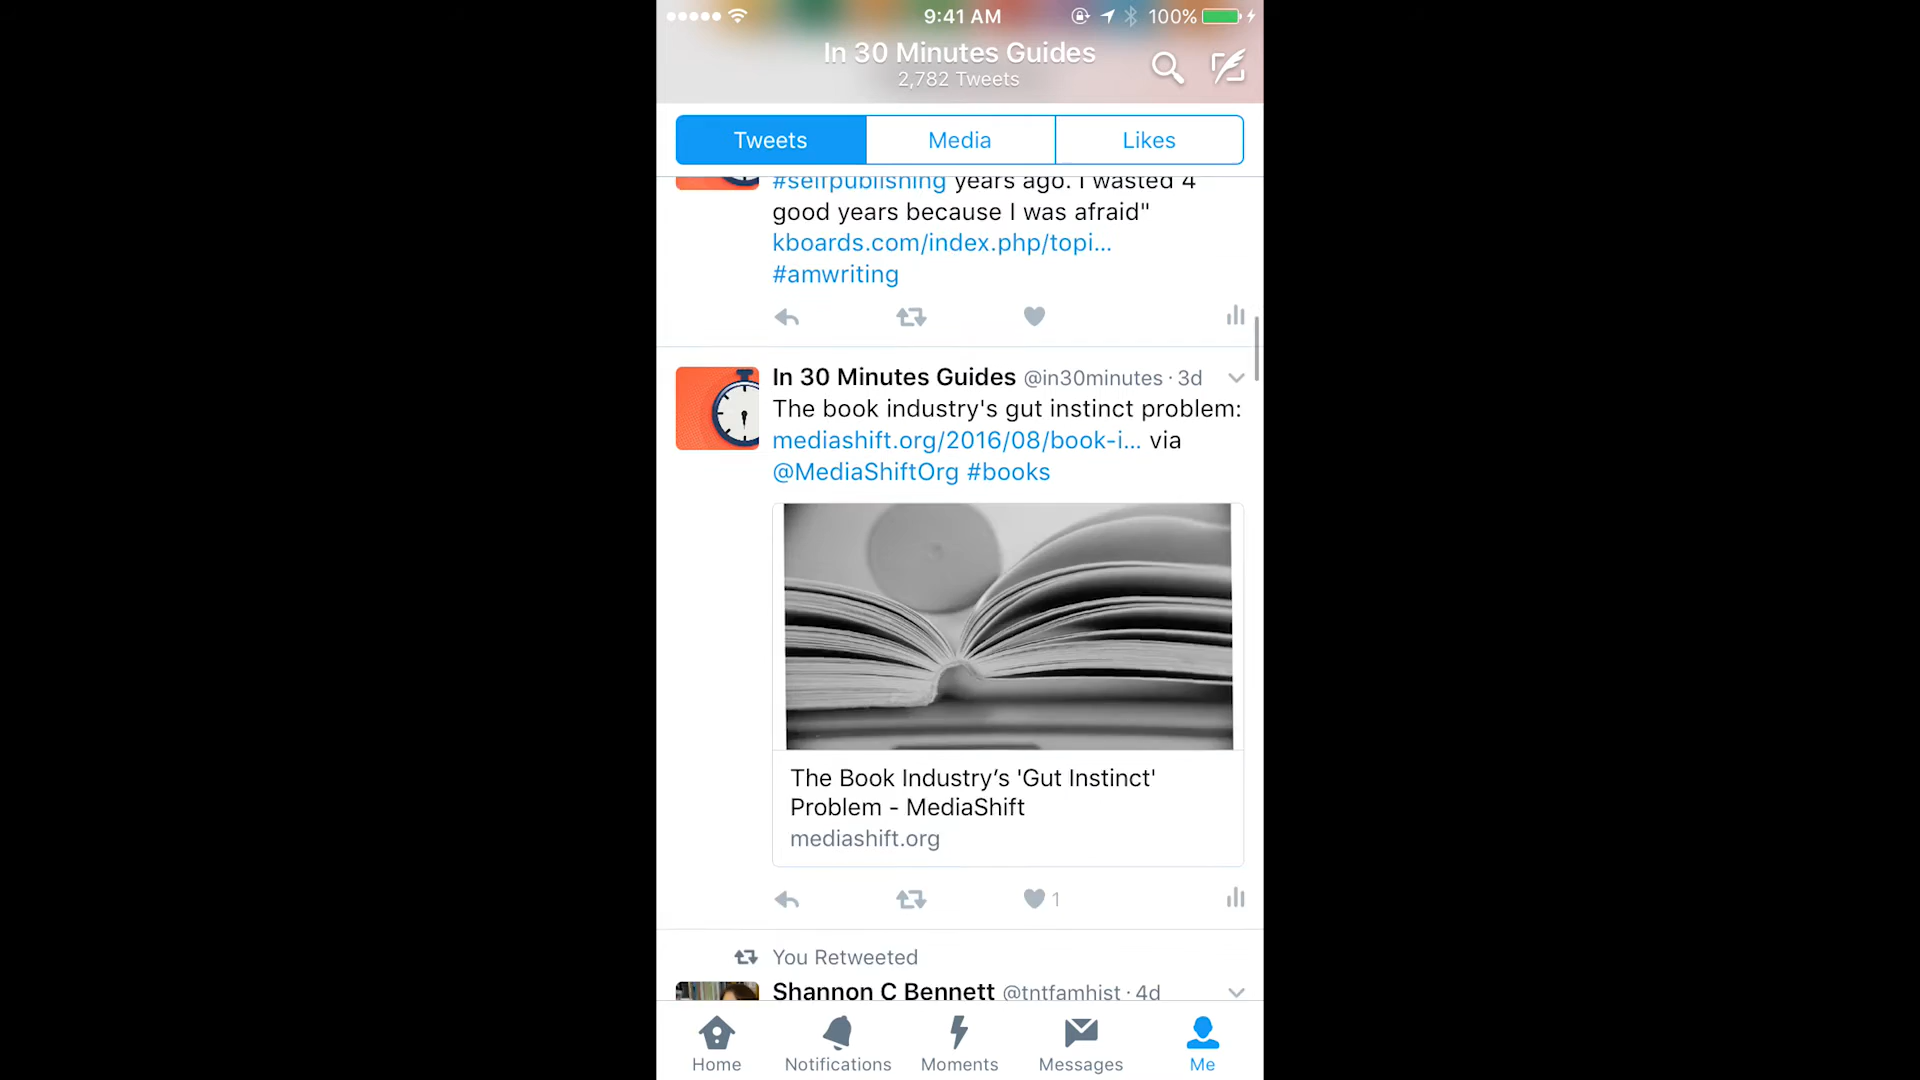 9:41 AM
100%
In 30 Minutes Guides
2,782 Tweets
Tweets
Media
Likes
#selfpublishing years ago. I wasted 4
good years because I was afraid"
kboards.com/index.php/topi...
#amwriting
In 30 Minutes Guides @in30minutes · 3d
The book industry's gut instinct problem:
mediashift.org/2016/08/book-i... via
@MediaShiftOrg #books
The Book Industry’s 'Gut Instinct'
Problem - MediaShift
mediashift.org
1
You Retweeted
Shannon C Bennett @tntfamhist · 4d
Home
Notifications
Moments
Messages
Me